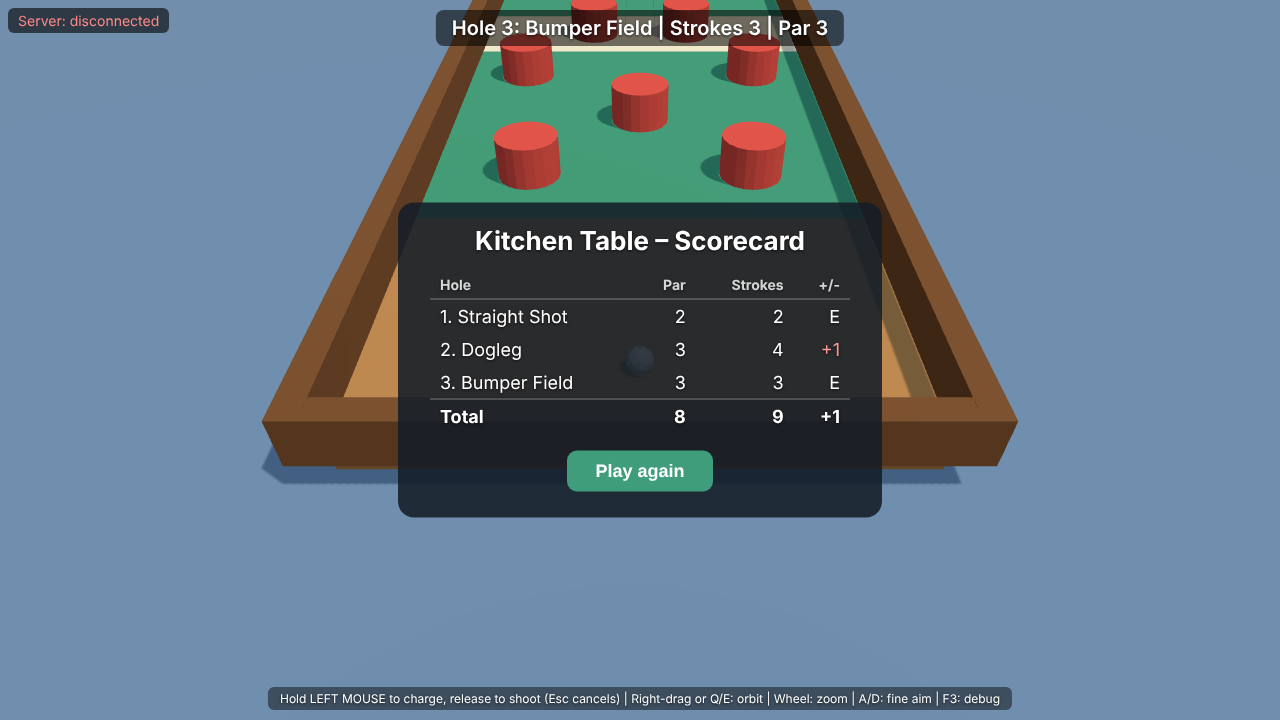 Server: disconnected
Hole 3: Bumper Field | Strokes 3 | Par 3
Kitchen Table – Scorecard
Hole Par Strokes +/-
1. Straight Shot 2 2 E
2. Dogleg 3 4 +1
3. Bumper Field 3 3 E
Total 8 9 +1
Play again
Hold LEFT MOUSE to charge, release to shoot (Esc cancels) | Right-drag or Q/E: orbit | Wheel: zoom | A/D: fine aim | F3: debug